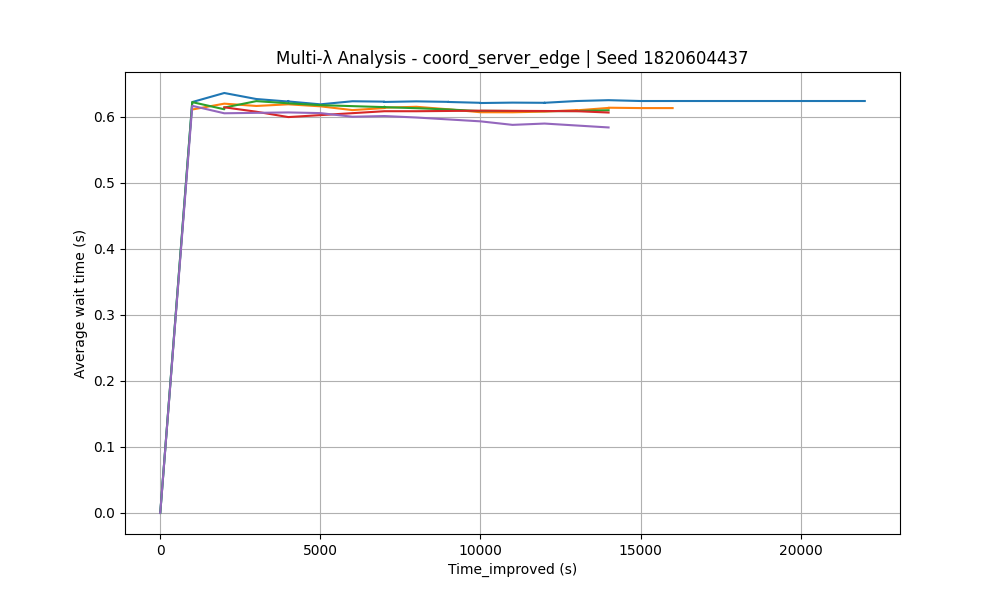 Multi-λ Analysis - coord_server_edge | Seed 1820604437
Average wait time (s)
0.6
0.5
0.4
0.3
0.2
0.1
0.0
0 5000 10000 15000 20000
Time_improved (s)